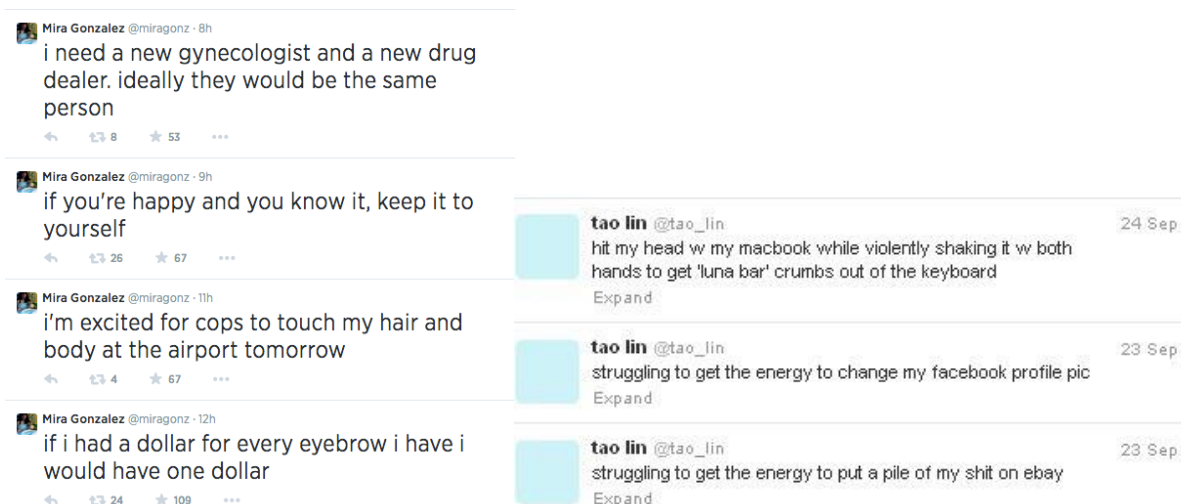 Mira Gonzalez @miragonz · 8h
i need a new gynecologist and a new drug
dealer. ideally they would be the same
person
8 53
Mira Gonzalez @miragonz · 9h
if you're happy and you know it, keep it to
yourself
26 67
Mira Gonzalez @miragonz · 11h
i'm excited for cops to touch my hair and
body at the airport tomorrow
4 67
Mira Gonzalez @miragonz · 12h
if i had a dollar for every eyebrow i have i
would have one dollar
24 109
tao lin @tao_lin 24 Sep
hit my head w my macbook while violently shaking it w both
hands to get 'luna bar' crumbs out of the keyboard
Expand
tao lin @tao_lin 23 Sep
struggling to get the energy to change my facebook profile pic
Expand
tao lin @tao_lin 23 Sep
struggling to get the energy to put a pile of my shit on ebay
Expand